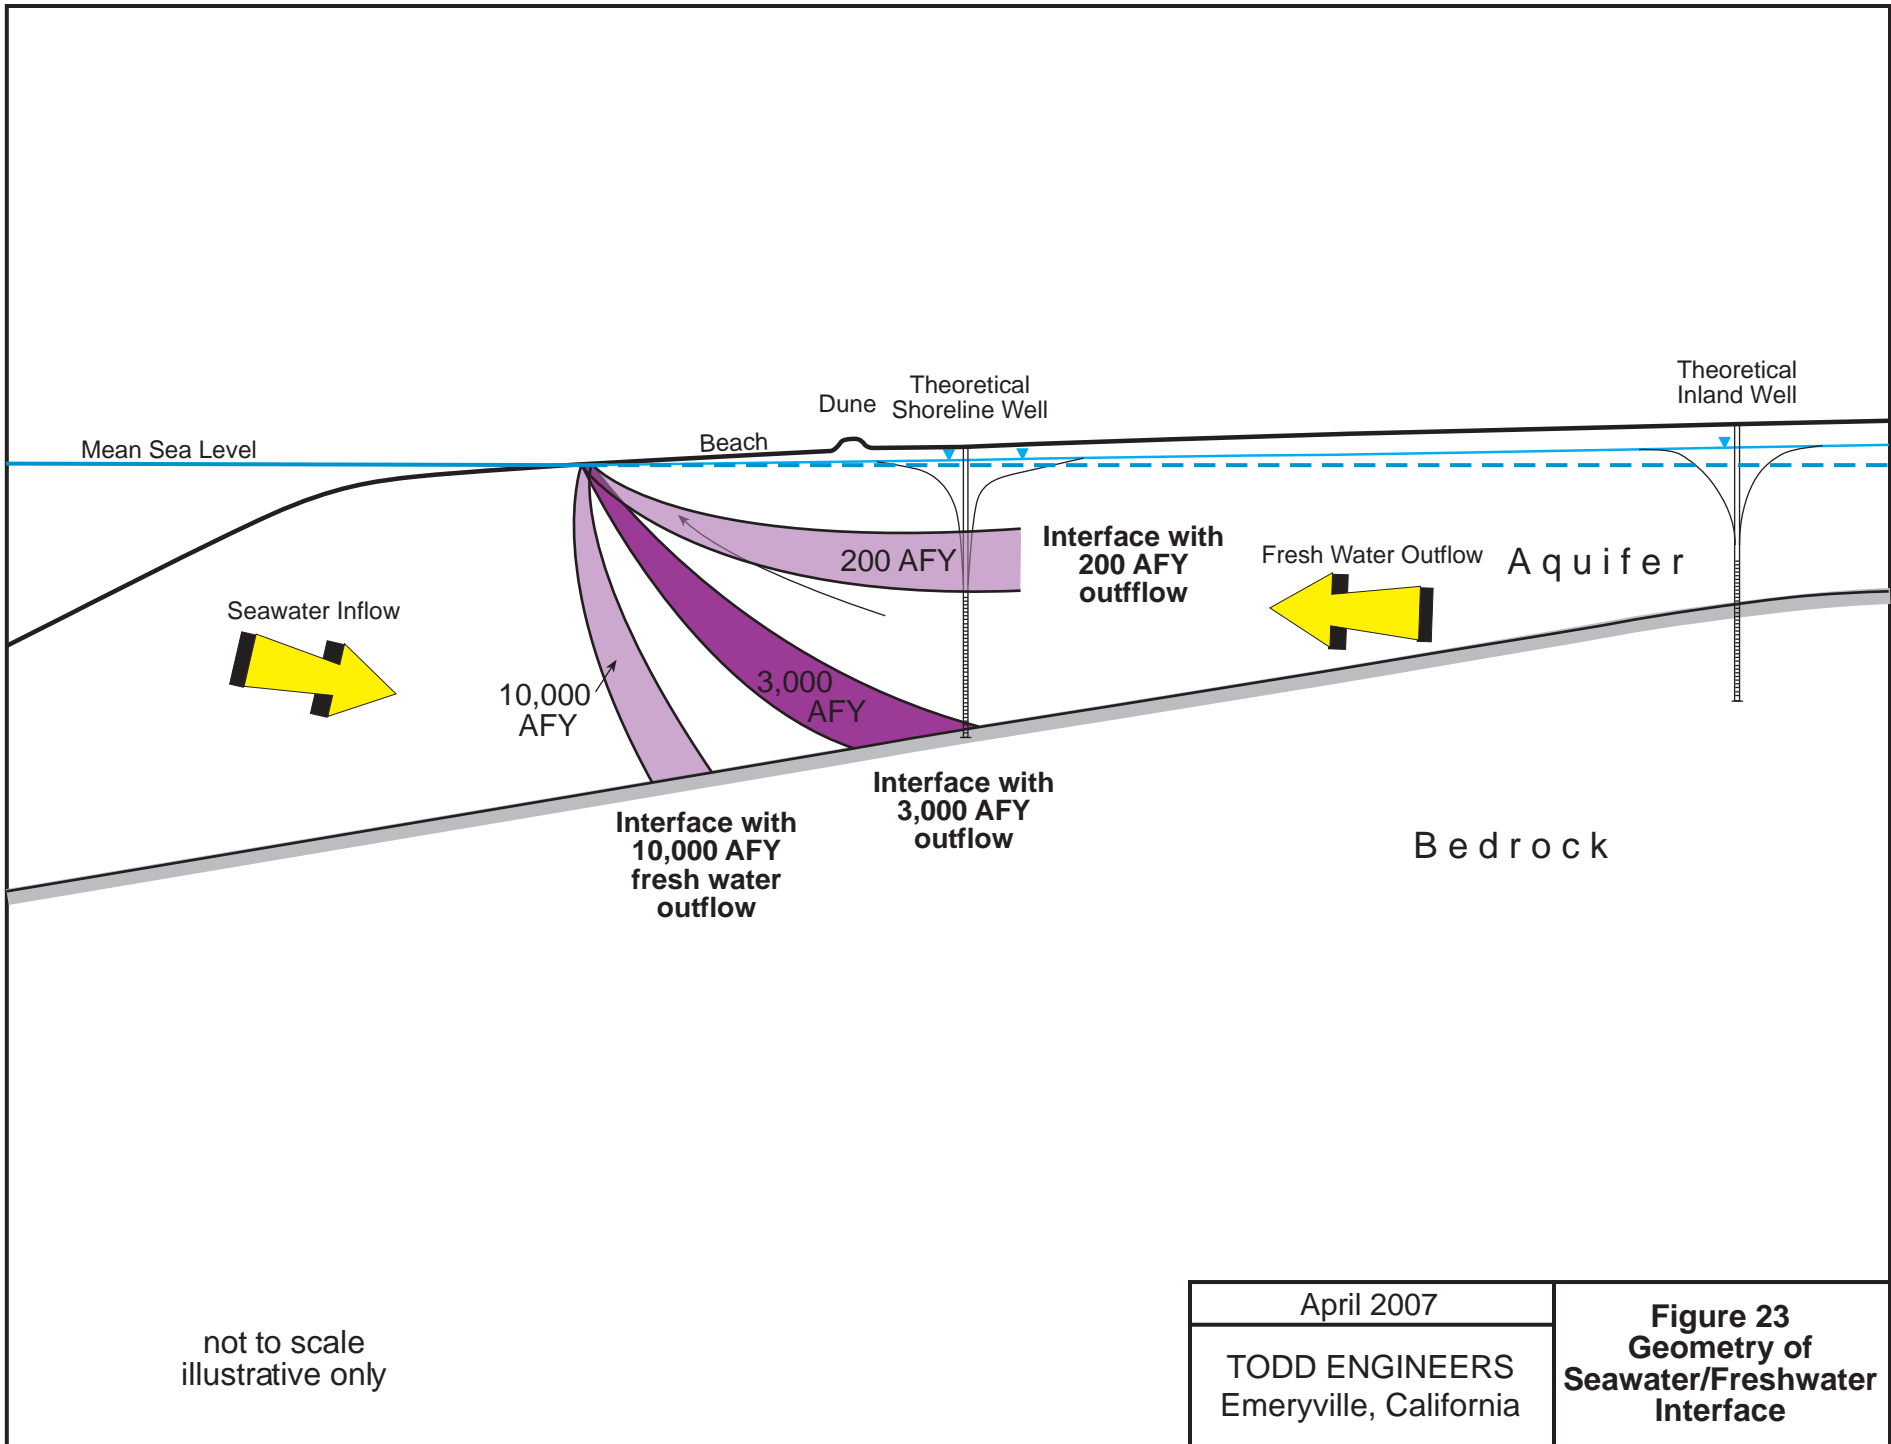 Theoretical
Inland Well
Theoretical
Shoreline Well
Dune
Beach
Mean Sea Level
Interface with
200 AFY
outfflow
200 AFY
Fresh Water Outflow
Aquifer
Seawater Inflow
10,000
AFY
3,000
AFY
Interface with
3,000 AFY
outflow
Interface with
10,000 AFY
fresh water
outflow
Bedrock
not to scale
illustrative only
April 2007
TODD ENGINEERS
Emeryville, California
Figure 23
Geometry of
Seawater/Freshwater
Interface